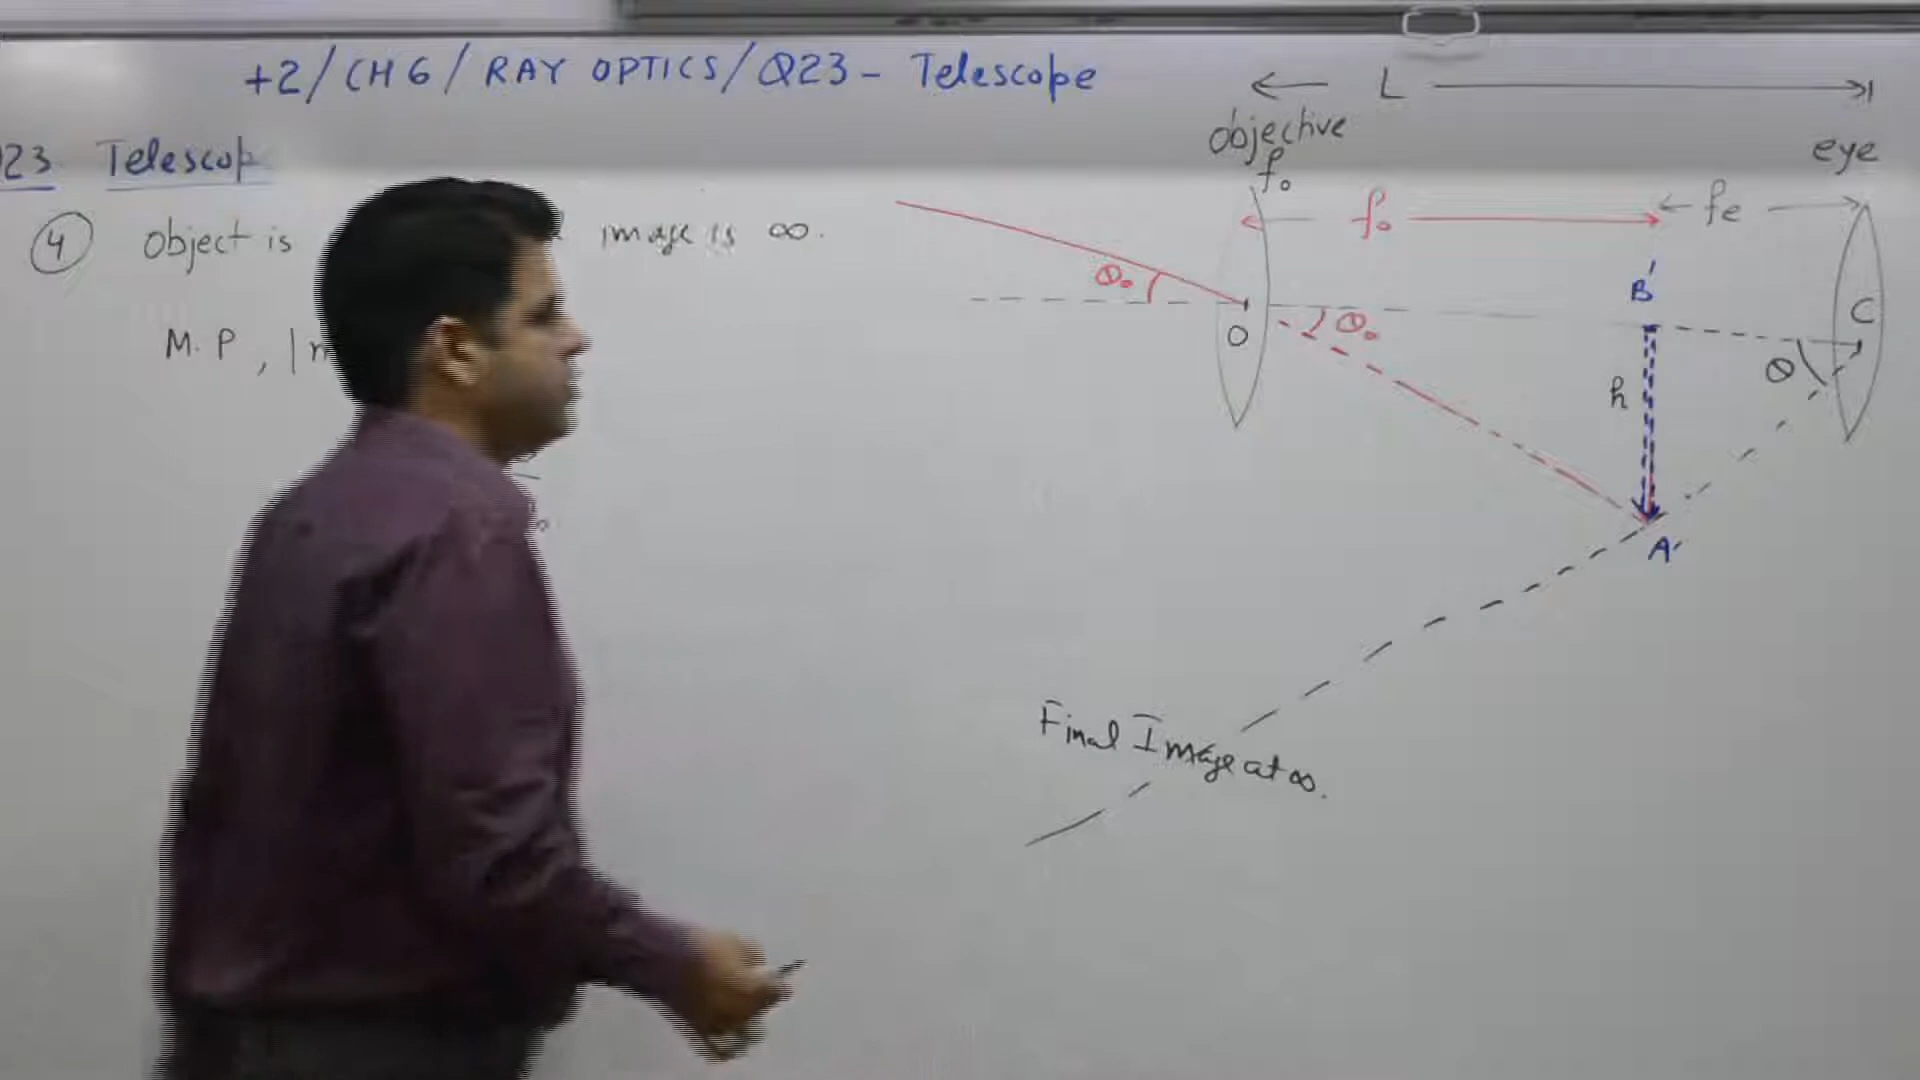 +2/CH6/RAY OPTICS/Q23 - Telescope
23 Telescop
④ Object is image is ∞.
M.P, |m
L
objective
f₀
eye
f₀
fe
θ₀
θ₀
O
B'
C
h
θ
A'
Final Image at ∞.